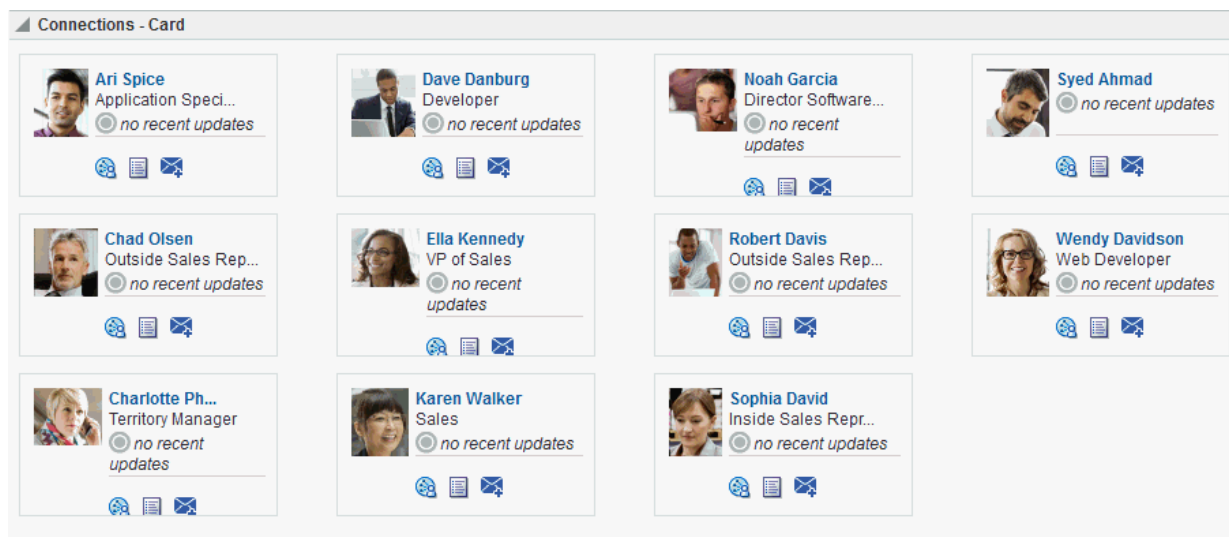 Connections - Card
Ari Spice
Application Speci...
no recent updates
Dave Danburg
Developer
no recent updates
Noah Garcia
Director Software...
no recent
updates
Syed Ahmad
no recent updates
Chad Olsen
Outside Sales Rep...
no recent updates
Ella Kennedy
VP of Sales
no recent
updates
Robert Davis
Outside Sales Rep...
no recent updates
Wendy Davidson
Web Developer
no recent updates
Charlotte Ph...
Territory Manager
no recent
updates
Karen Walker
Sales
no recent updates
Sophia David
Inside Sales Repr...
no recent updates